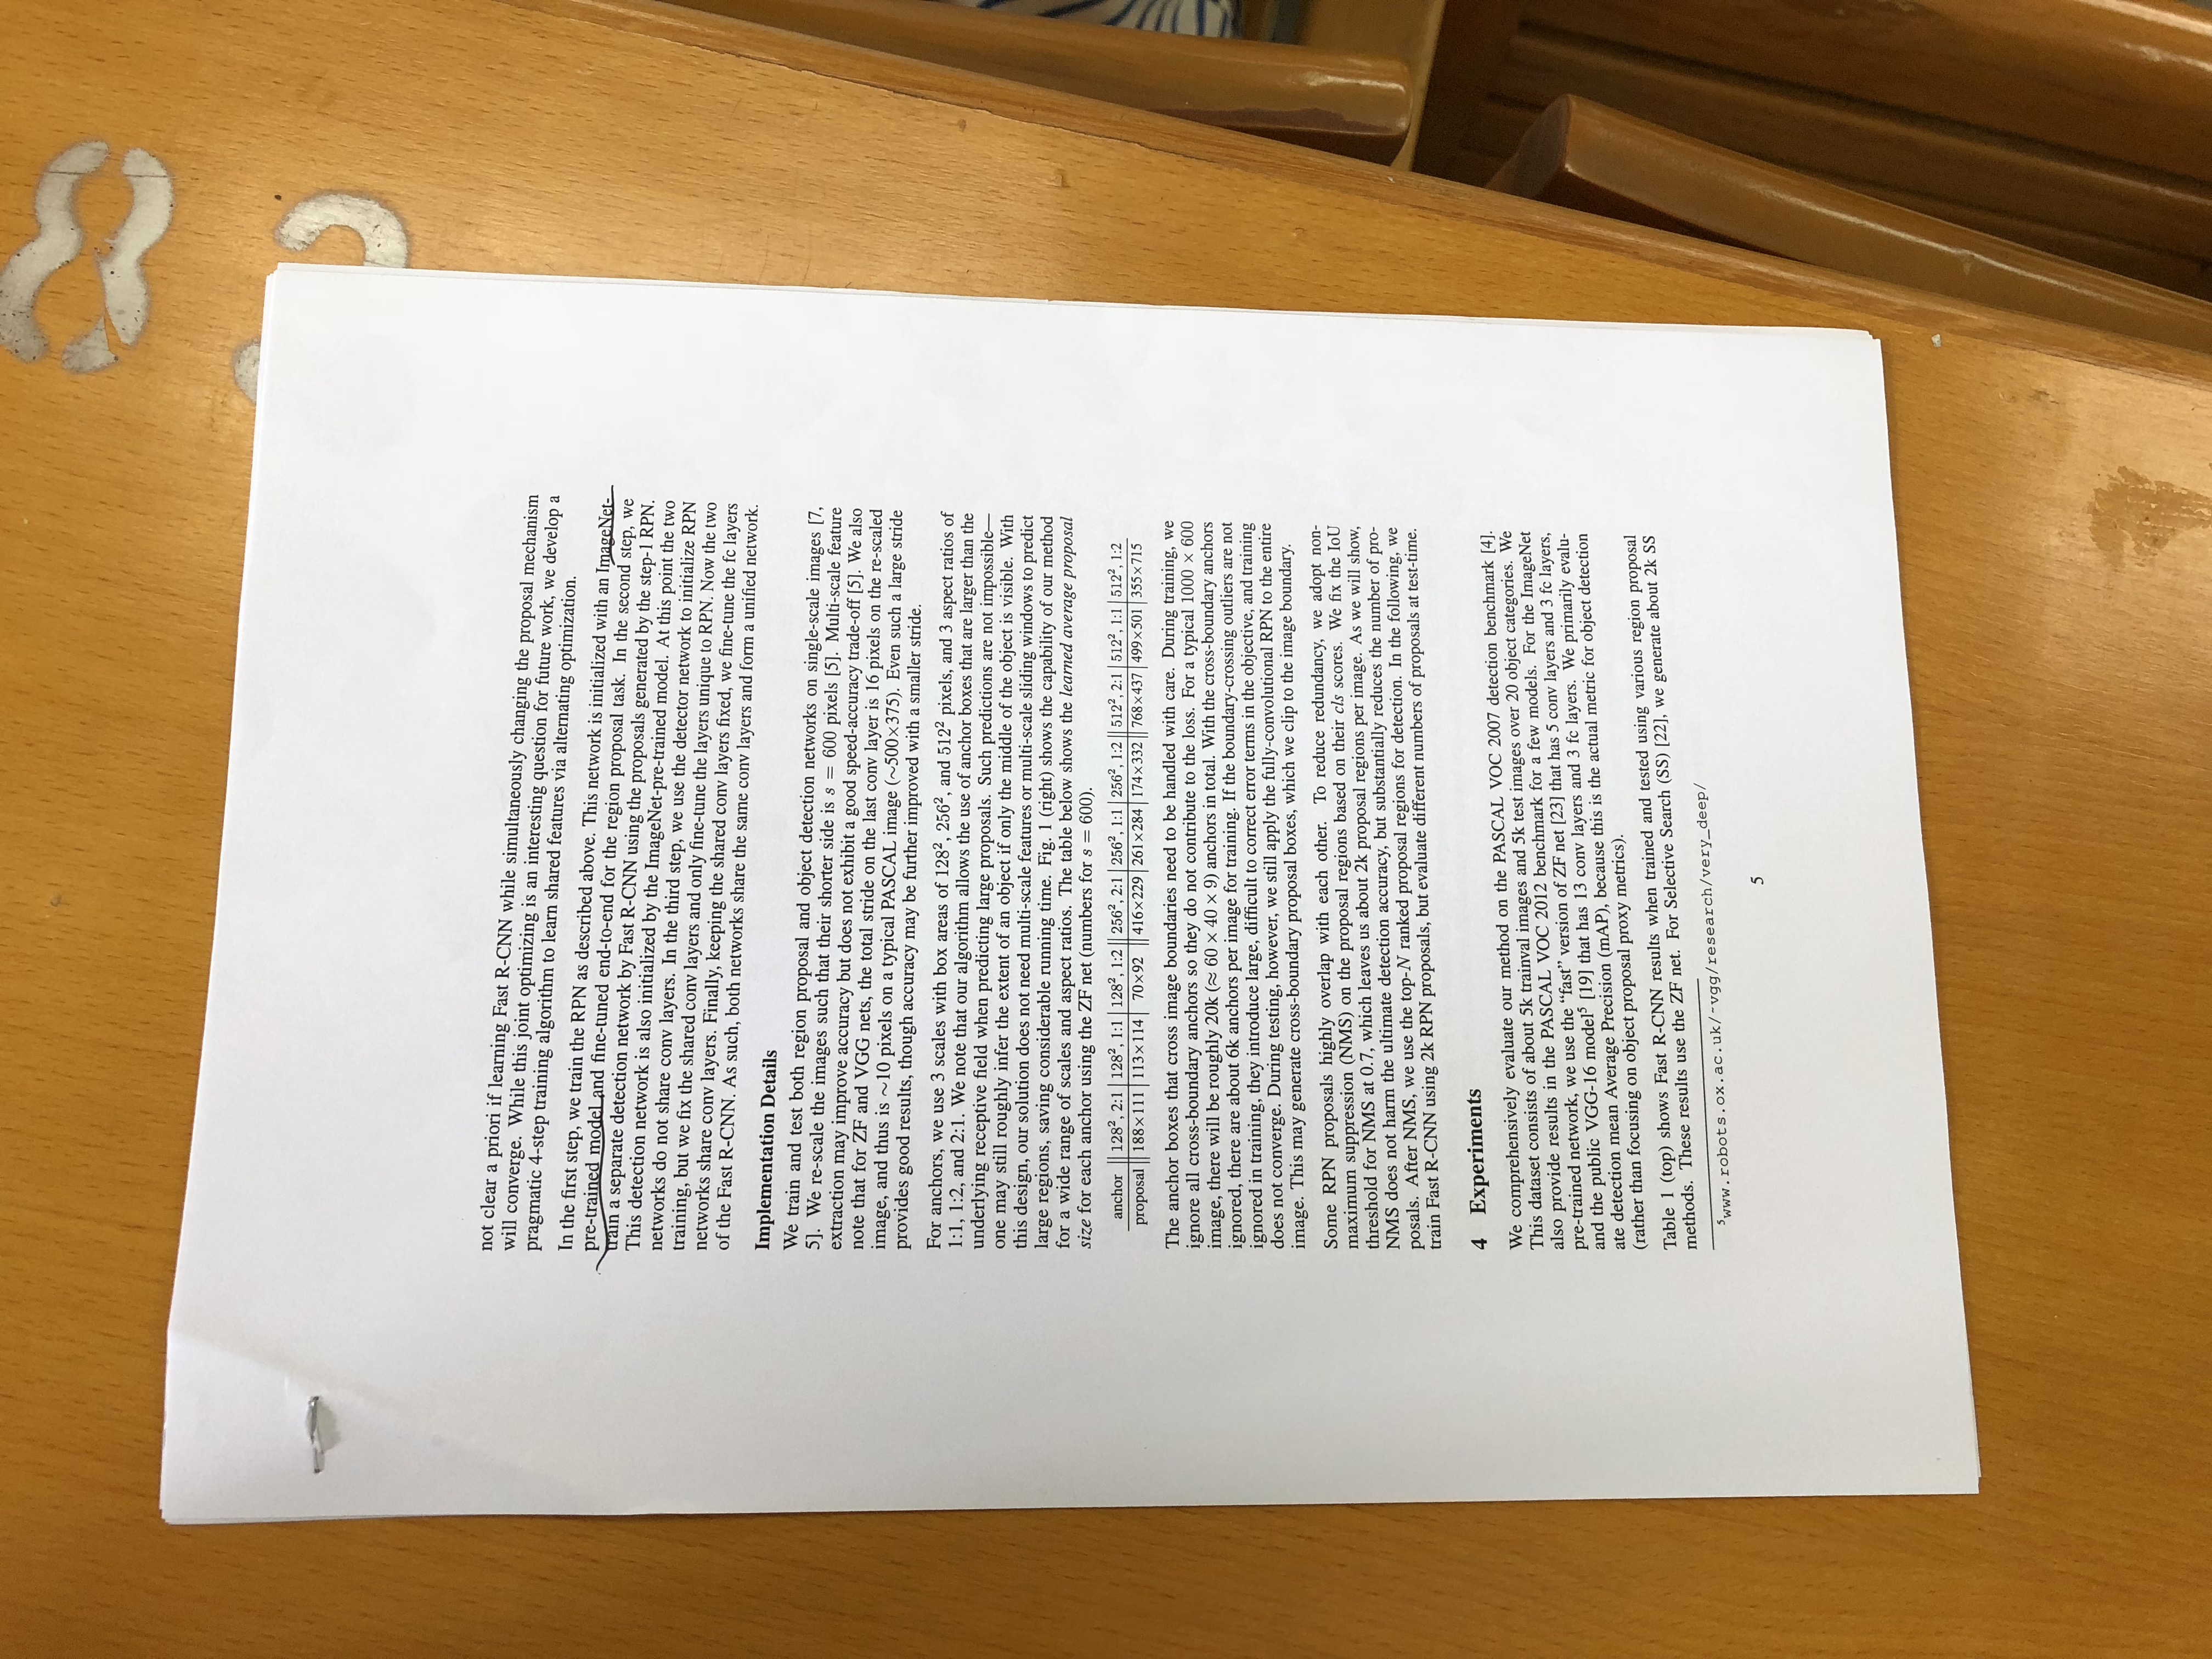 not clear a priori if learning Fast R-CNN while simultaneously changing the proposal mechanism
will converge. While this joint optimizing is an interesting question for future work, we develop a
pragmatic 4-step training algorithm to learn shared features via alternating optimization.
In the first step, we train the RPN as described above. This network is initialized with an ImageNet-
pre-trained model and fine-tuned end-to-end for the region proposal task. In the second step, we
train a separate detection network by Fast R-CNN using the proposals generated by the step-1 RPN.
This detection network is also initialized by the ImageNet-pre-trained model. At this point the two
networks do not share conv layers. In the third step, we use the detector network to initialize RPN
training, but we fix the shared conv layers and only fine-tune the layers unique to RPN. Now the two
networks share conv layers. Finally, keeping the shared conv layers fixed, we fine-tune the fc layers
of the Fast R-CNN. As such, both networks share the same conv layers and form a unified network.
Implementation Details
We train and test both region proposal and object detection networks on single-scale images [7,
5]. We re-scale the images such that their shorter side is s = 600 pixels [5]. Multi-scale feature
extraction may improve accuracy but does not exhibit a good speed-accuracy trade-off [5]. We also
note that for ZF and VGG nets, the total stride on the last conv layer is 16 pixels on the re-scaled
image, and thus is ∼10 pixels on a typical PASCAL image (∼500×375). Even such a large stride
provides good results, though accuracy may be further improved with a smaller stride.
For anchors, we use 3 scales with box areas of 128², 256², and 512² pixels, and 3 aspect ratios of
1:1, 1:2, and 2:1. We note that our algorithm allows the use of anchor boxes that are larger than the
underlying receptive field when predicting large proposals. Such predictions are not impossible—
one may still roughly infer the extent of an object if only the middle of the object is visible. With
this design, our solution does not need multi-scale features or multi-scale sliding windows to predict
large regions, saving considerable running time. Fig. 1 (right) shows the capability of our method
for a wide range of scales and aspect ratios. The table below shows the learned average proposal
size for each anchor using the ZF net (numbers for s = 600).
anchor 128², 2:1 128², 1:1 128², 1:2 256², 2:1 256², 1:1 256², 1:2 512², 2:1 512², 1:1 512², 1:2
proposal 188×111 113×114 70×92 416×229 261×284 174×332 768×437 499×501 355×715
The anchor boxes that cross image boundaries need to be handled with care. During training, we
ignore all cross-boundary anchors so they do not contribute to the loss. For a typical 1000 × 600
image, there will be roughly 20k (≈ 60 × 40 × 9) anchors in total. With the cross-boundary anchors
ignored, there are about 6k anchors per image for training. If the boundary-crossing outliers are not
ignored in training, they introduce large, difficult to correct error terms in the objective, and training
does not converge. During testing, however, we still apply the fully-convolutional RPN to the entire
image. This may generate cross-boundary proposal boxes, which we clip to the image boundary.
Some RPN proposals highly overlap with each other. To reduce redundancy, we adopt non-
maximum suppression (NMS) on the proposal regions based on their cls scores. We fix the IoU
threshold for NMS at 0.7, which leaves us about 2k proposal regions per image. As we will show,
NMS does not harm the ultimate detection accuracy, but substantially reduces the number of pro-
posals. After NMS, we use the top-N ranked proposal regions for detection. In the following, we
train Fast R-CNN using 2k RPN proposals, but evaluate different numbers of proposals at test-time.
4 Experiments
We comprehensively evaluate our method on the PASCAL VOC 2007 detection benchmark [4].
This dataset consists of about 5k trainval images and 5k test images over 20 object categories. We
also provide results in the PASCAL VOC 2012 benchmark for a few models. For the ImageNet
pre-trained network, we use the “fast” version of ZF net [23] that has 5 conv layers and 3 fc layers,
and the public VGG-16 model⁵ [19] that has 13 conv layers and 3 fc layers. We primarily evalu-
ate detection mean Average Precision (mAP), because this is the actual metric for object detection
(rather than focusing on object proposal proxy metrics).
Table 1 (top) shows Fast R-CNN results when trained and tested using various region proposal
methods. These results use the ZF net. For Selective Search (SS) [22], we generate about 2k SS
⁵www.robots.ox.ac.uk/~vgg/research/very_deep/
5